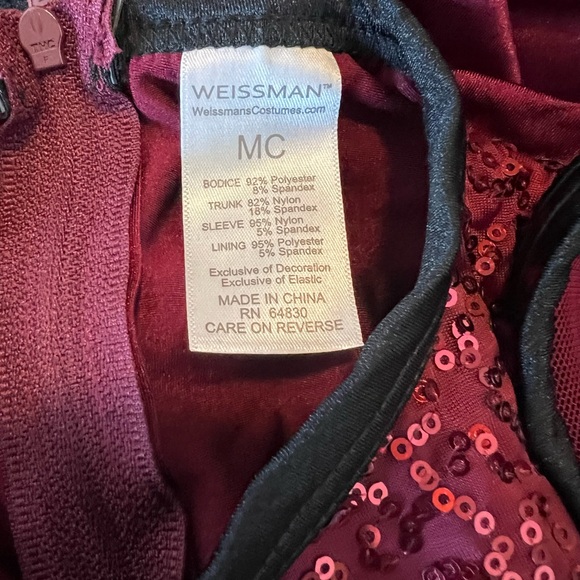 WEISSMAN™
WeissmansCostumes.com
MC
BODICE 92% Polyester
8% Spandex
TRUNK 82% Nylon
18% Spandex
SLEEVE 95% Nylon
5% Spandex
LINING 95% Polyester
5% Spandex
Exclusive of Decoration
Exclusive of Elastic
MADE IN CHINA
RN 64830
CARE ON REVERSE